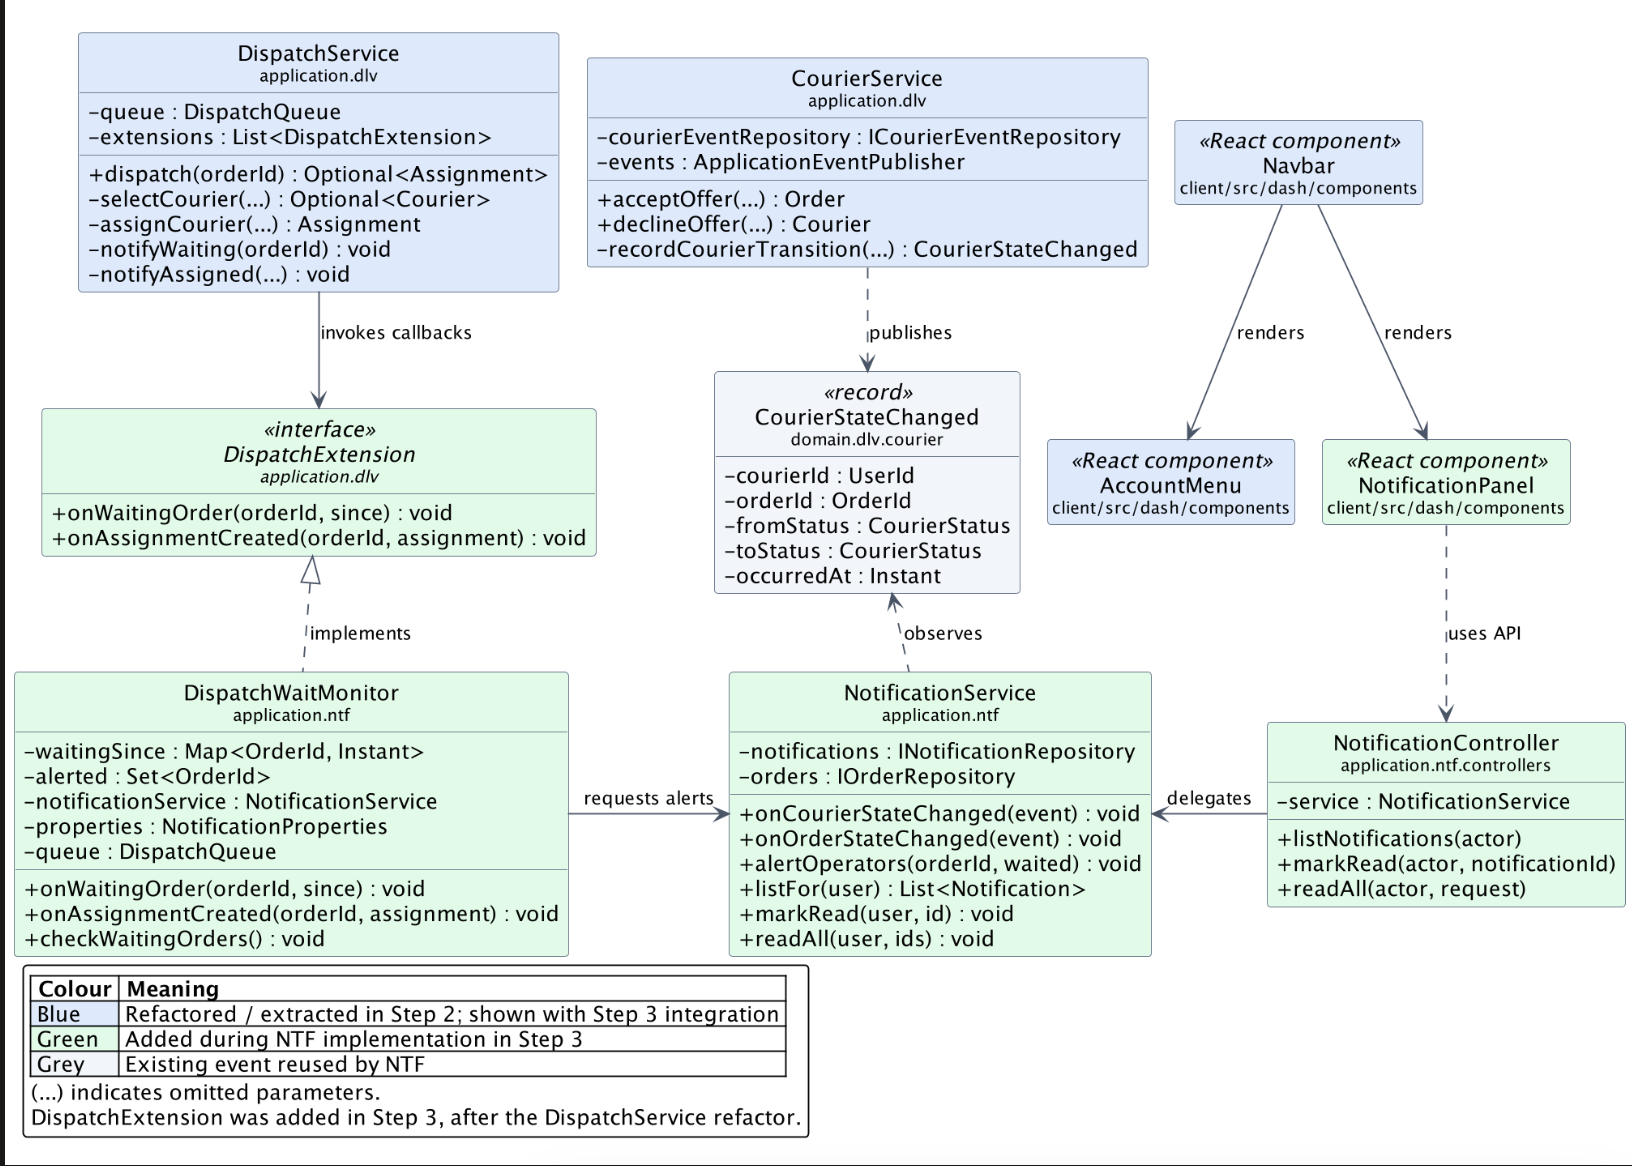 DispatchService
application.dlv
−queue : DispatchQueue
−extensions : List<DispatchExtension>
+dispatch(orderId) : Optional<Assignment>
−selectCourier(...) : Optional<Courier>
−assignCourier(...) : Assignment
−notifyWaiting(orderId) : void
−notifyAssigned(...) : void
CourierService
application.dlv
−courierEventRepository : ICourierEventRepository
−events : ApplicationEventPublisher
+acceptOffer(...) : Order
+declineOffer(...) : Courier
−recordCourierTransition(...) : CourierStateChanged
«React component»
Navbar
client/src/dash/components
invokes callbacks
publishes
renders
renders
«interface»
DispatchExtension
application.dlv
+onWaitingOrder(orderId, since) : void
+onAssignmentCreated(orderId, assignment) : void
«record»
CourierStateChanged
domain.dlv.courier
−courierId : UserId
−orderId : OrderId
−fromStatus : CourierStatus
−toStatus : CourierStatus
−occurredAt : Instant
«React component»
AccountMenu
client/src/dash/components
«React component»
NotificationPanel
client/src/dash/components
implements
observes
uses API
DispatchWaitMonitor
application.ntf
−waitingSince : Map<OrderId, Instant>
−alerted : Set<OrderId>
−notificationService : NotificationService
−properties : NotificationProperties
−queue : DispatchQueue
+onWaitingOrder(orderId, since) : void
+onAssignmentCreated(orderId, assignment) : void
+checkWaitingOrders() : void
requests alerts
NotificationService
application.ntf
−notifications : INotificationRepository
−orders : IOrderRepository
+onCourierStateChanged(event) : void
+onOrderStateChanged(event) : void
+alertOperators(orderId, waited) : void
+listFor(user) : List<Notification>
+markRead(user, id) : void
+readAll(user, ids) : void
delegates
NotificationController
application.ntf.controllers
−service : NotificationService
+listNotifications(actor)
+markRead(actor, notificationId)
+readAll(actor, request)
Colour Meaning
Blue Refactored / extracted in Step 2; shown with Step 3 integration
Green Added during NTF implementation in Step 3
Grey Existing event reused by NTF
(...) indicates omitted parameters.
DispatchExtension was added in Step 3, after the DispatchService refactor.